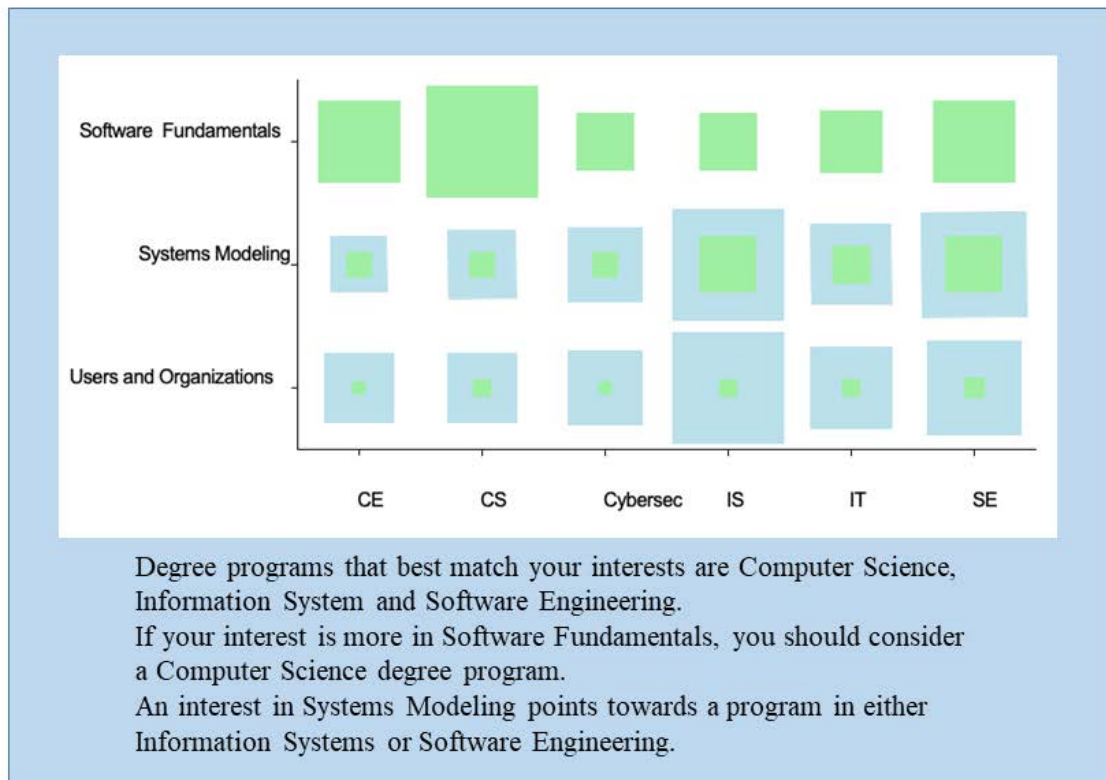 Software Fundamentals
Systems Modeling
Users and Organizations
CE CS Cybersec IS IT SE
Degree programs that best match your interests are Computer Science,
Information System and Software Engineering.
If your interest is more in Software Fundamentals, you should consider
a Computer Science degree program.
An interest in Systems Modeling points towards a program in either
Information Systems or Software Engineering.